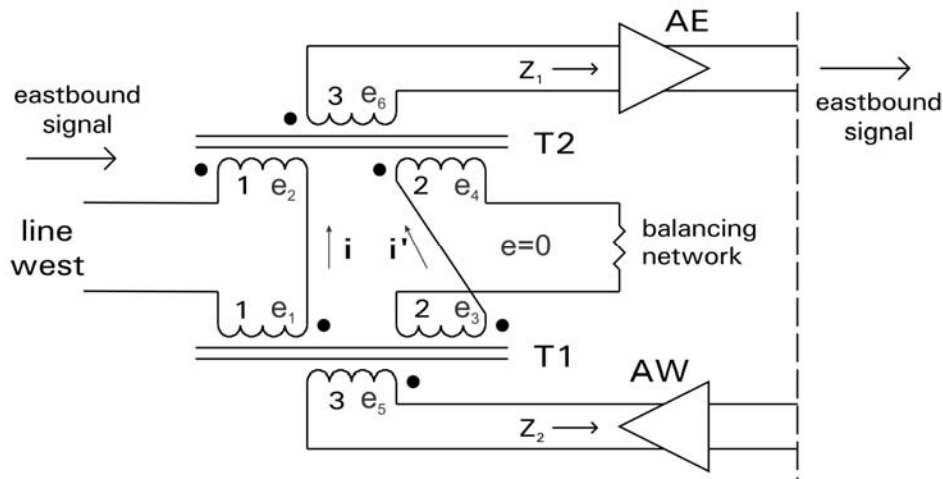 AE
eastbound
signal
Z₁
3 e₆
eastbound
signal
T2
1 e₂
2 e₄
line
west
i i'
e=0
balancing
network
1 e₁
2 e₃
T1
AW
3 e₅
Z₂